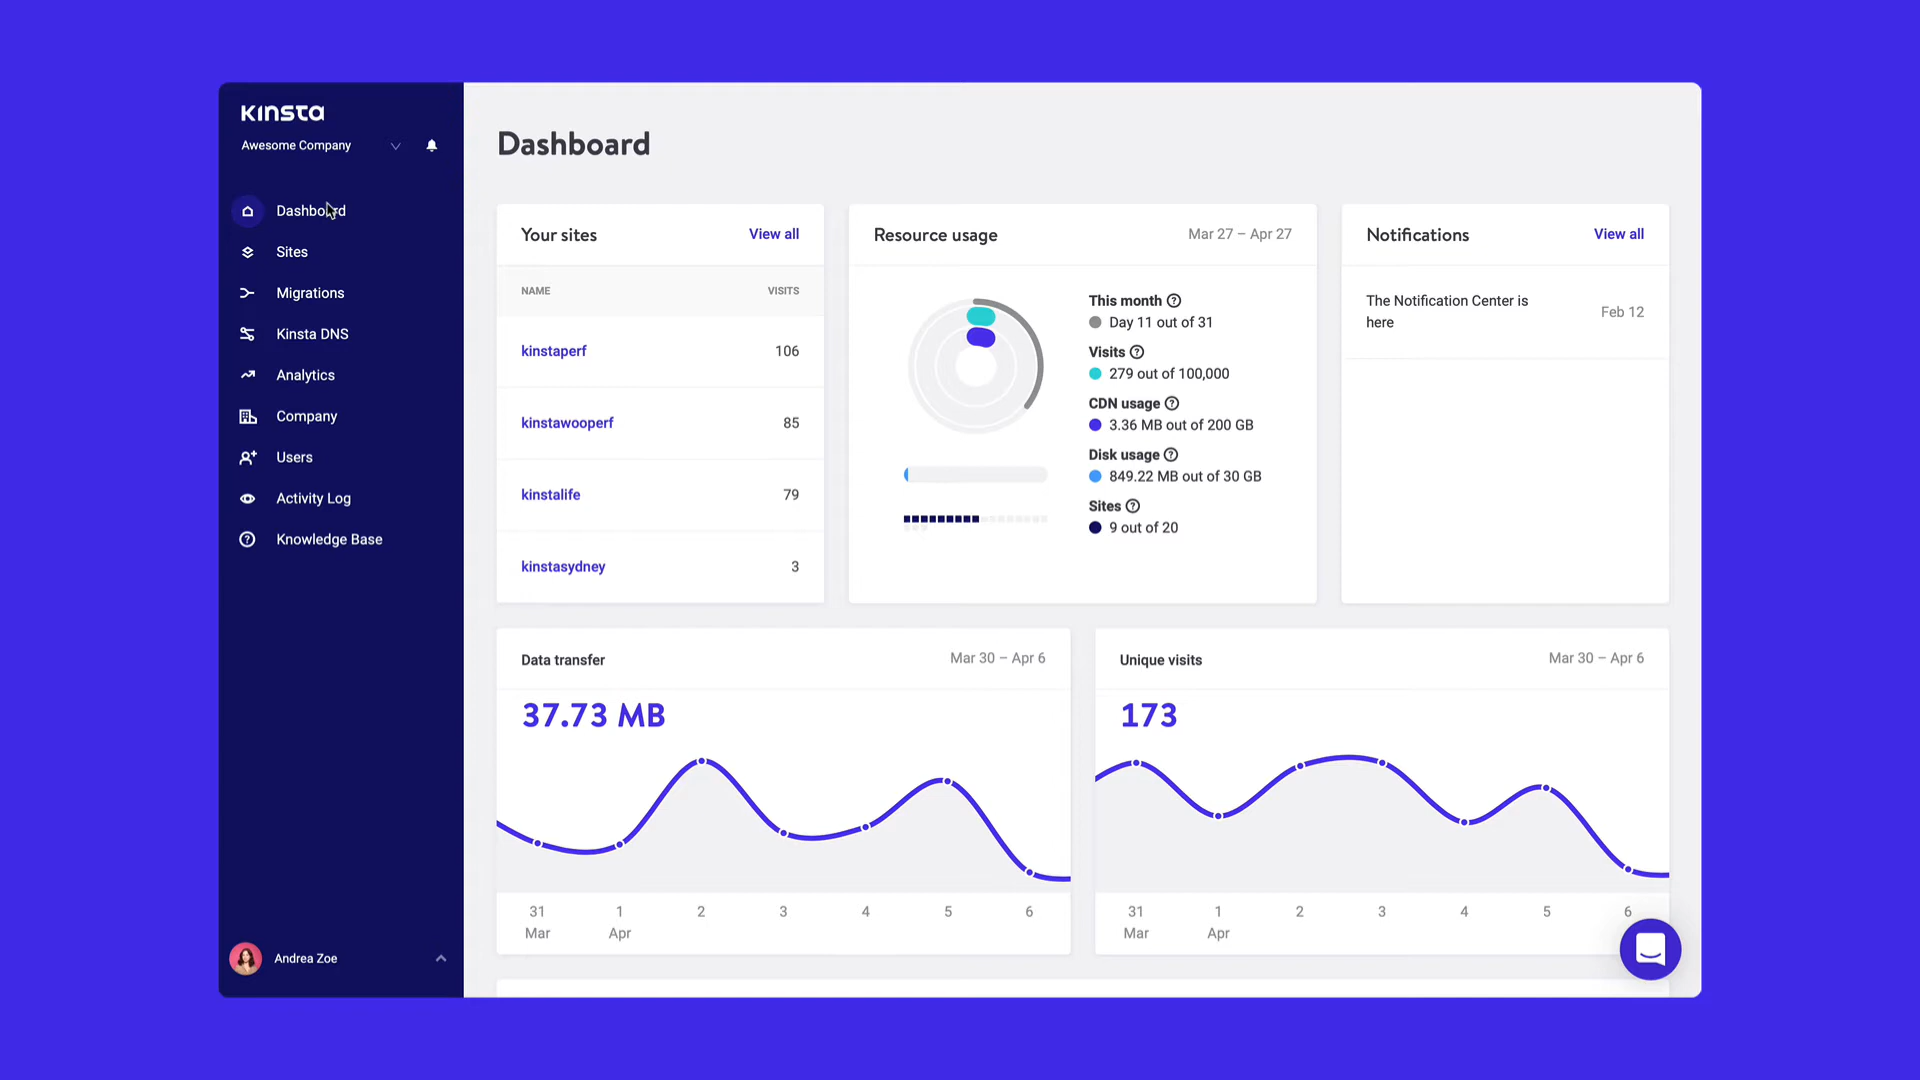 Kinsta
Awesome Company
Dashboard
Sites
Migrations
Kinsta DNS
Analytics
Company
Users
Activity Log
Knowledge Base
Andrea Zoe
Dashboard
Your sites View all
NAME VISITS
kinstaperf 106
kinstawooperf 85
kinstalife 79
kinstasydney 3
Resource usage Mar 27 – Apr 27
This month ?
Day 11 out of 31
Visits ?
279 out of 100,000
CDN usage ?
3.36 MB out of 200 GB
Disk usage ?
849.22 MB out of 30 GB
Sites ?
9 out of 20
Notifications View all
The Notification Center is
here
Feb 12
Data transfer Mar 30 – Apr 6
37.73 MB
31 1 2 3 4 5 6
Mar Apr
Unique visits Mar 30 – Apr 6
173
31 1 2 3 4 5 6
Mar Apr